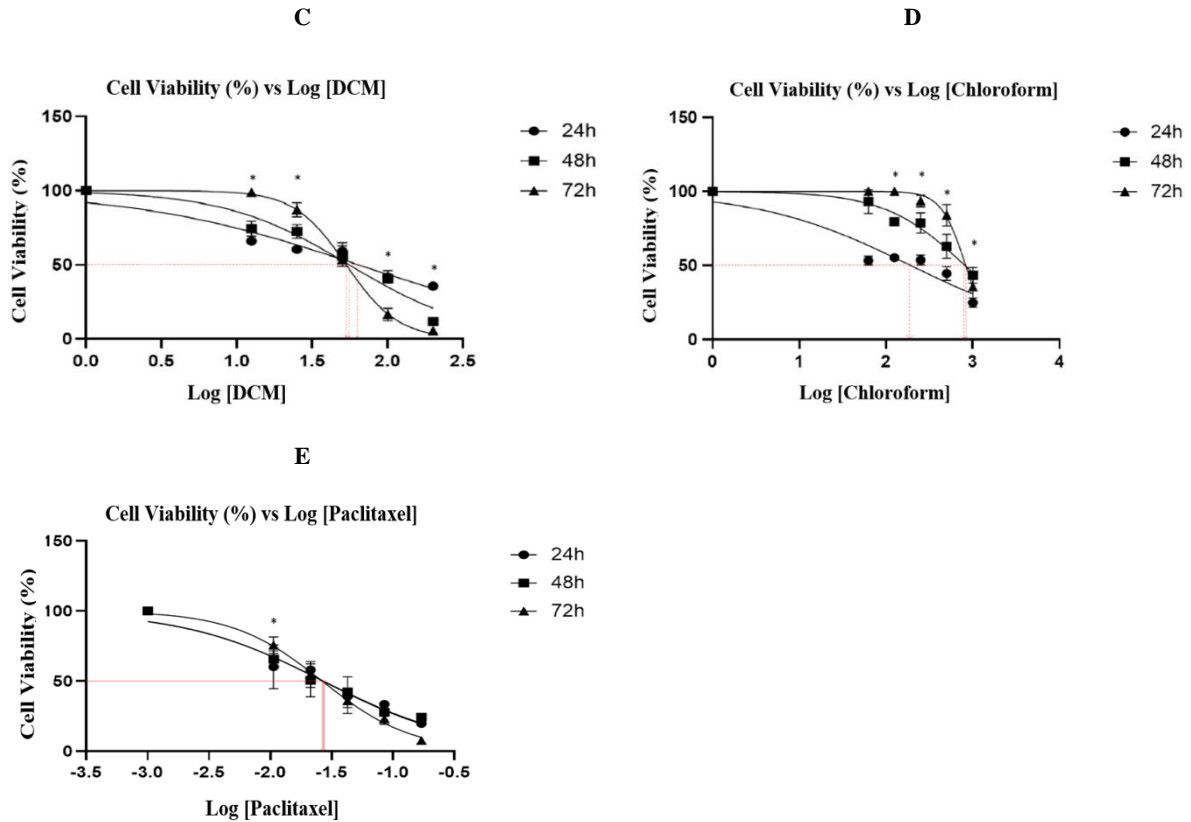 C
D
Cell Viability (%) vs Log [DCM]
150
100
50
0
0.0 0.5 1.0 1.5 2.0 2.5
Cell Viability (%)
Log [DCM]
24h
48h
72h
* * * *
Cell Viability (%) vs Log [Chloroform]
150
100
50
0
0 1 2 3 4
Cell Viability (%)
Log [Chloroform]
24h
48h
72h
* * * *
E
Cell Viability (%) vs Log [Paclitaxel]
150
100
50
0
-3.5 -3.0 -2.5 -2.0 -1.5 -1.0 -0.5
Cell Viability (%)
Log [Paclitaxel]
24h
48h
72h
*